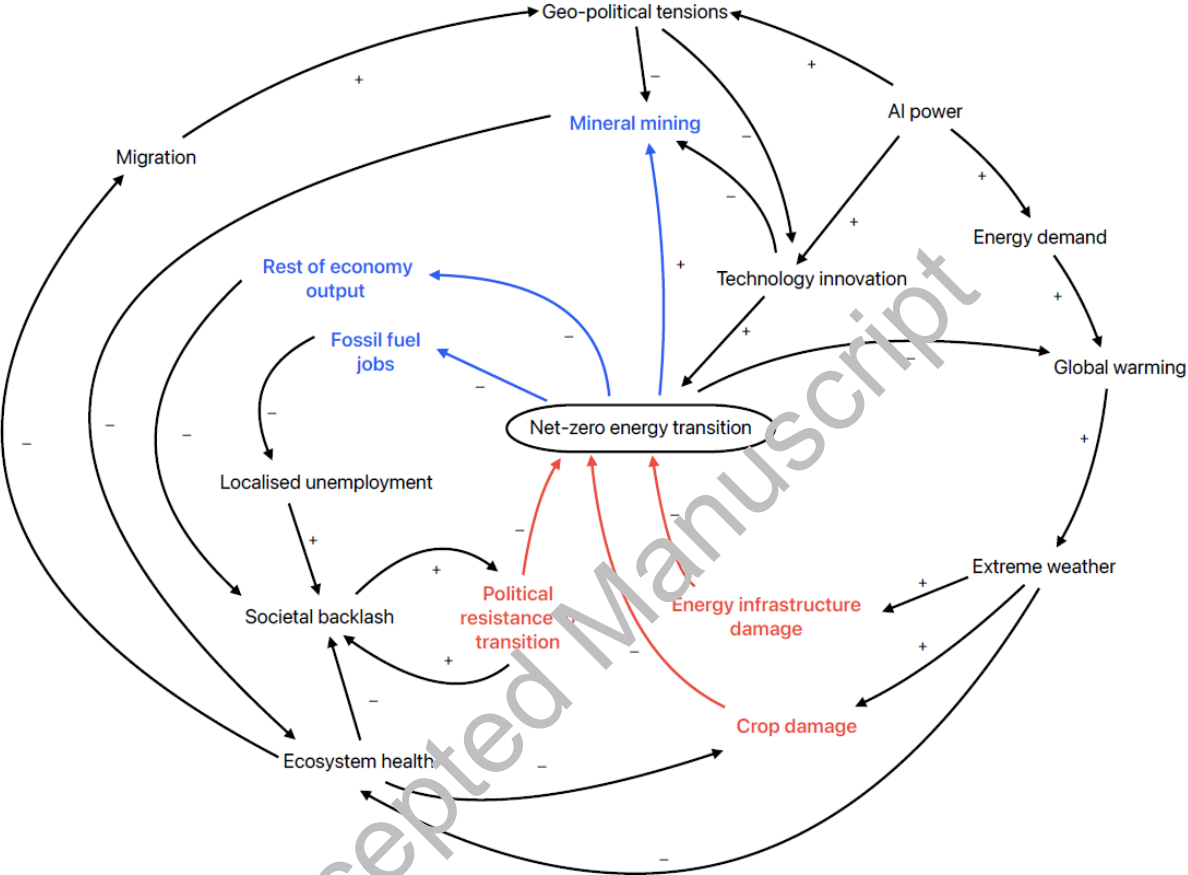 Geo-political tensions
+
+
–
AI power
Mineral mining
–
Migration
–
+
+
Energy demand
+
Rest of economy
output
Technology innovation
+
+
–
Fossil fuel
jobs
–
Global warming
–
–
–
–
–
Net-zero energy transition
+
Localised unemployment
–
–
+
Extreme weather
+
+
Political
resistance
transition
Energy infrastructure
damage
Societal backlash
–
+
+
–
Crop damage
Ecosystem health
–
–
Accepted Manuscript